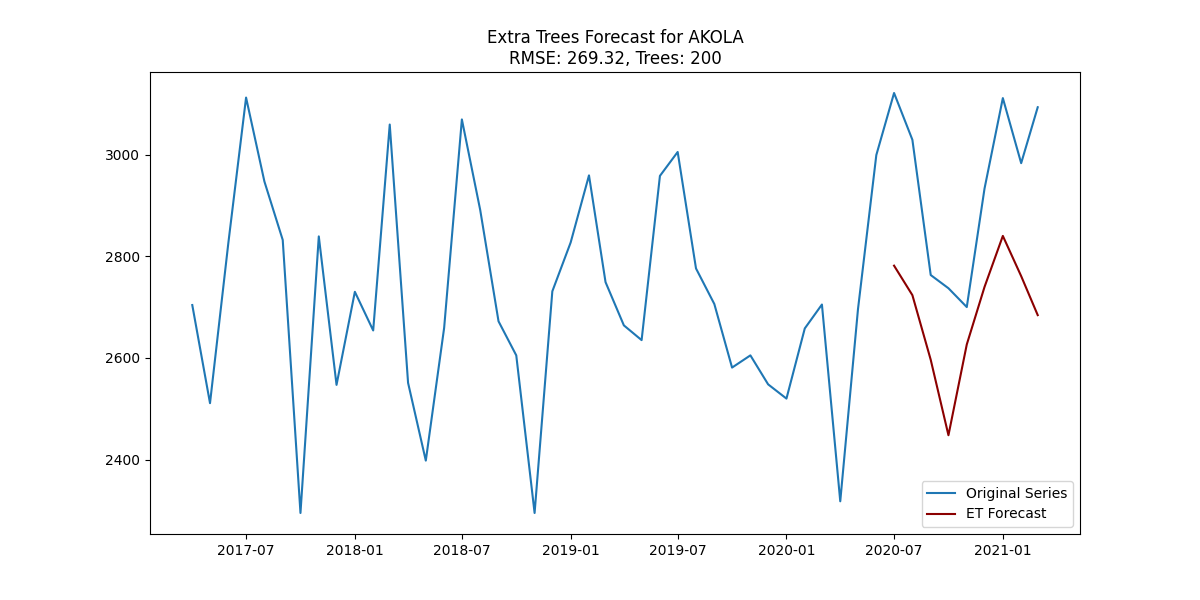 Extra Trees Forecast for AKOLA
RMSE: 269.32, Trees: 200
3000
2800
2600
2400
Original Series
ET Forecast
2017-07 2018-01 2018-07 2019-01 2019-07 2020-01 2020-07 2021-01